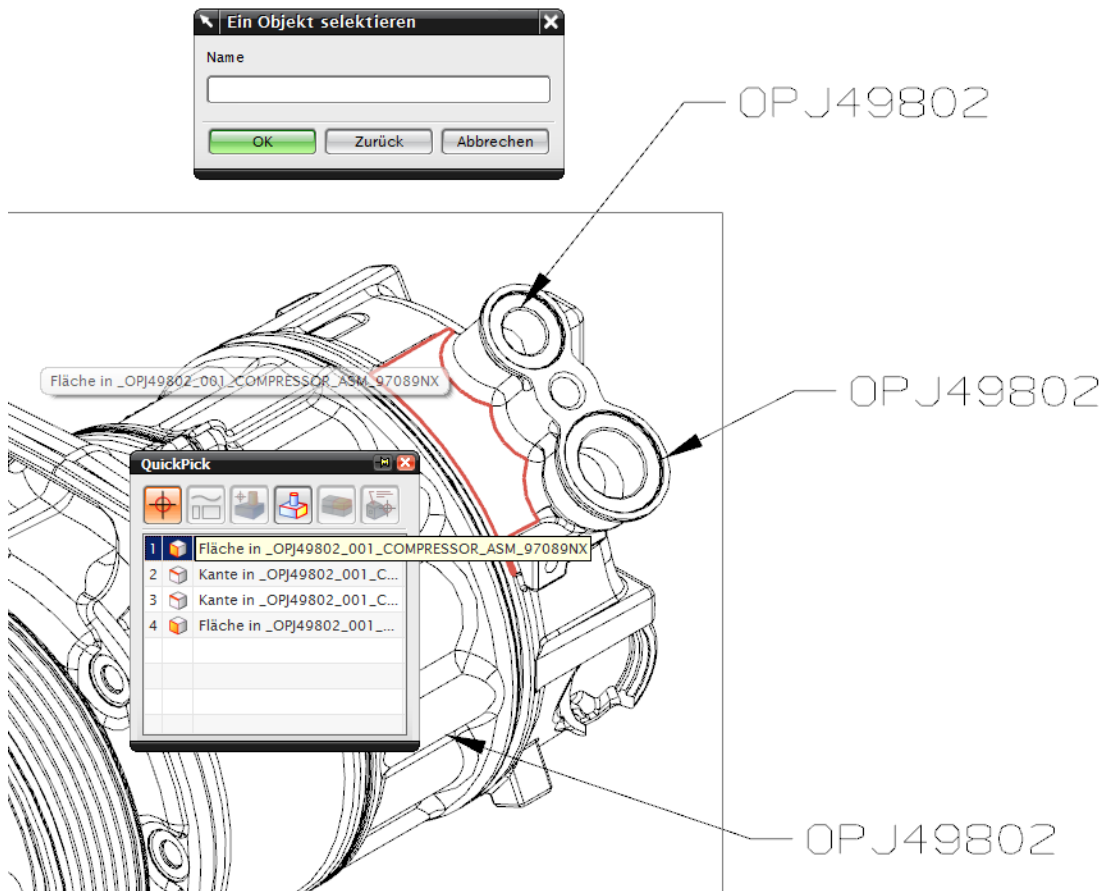 Ein Objekt selektieren
Name
OK
Zurück
Abbrechen
OPJ49802
OPJ49802
Fläche in _OPJ49802_001_COMPRESSOR_ASM_97089NX
QuickPick
1 Fläche in _OPJ49802_001_COMPRESSOR_ASM_97089NX
2 Kante in _OPJ49802_001_C...
3 Kante in _OPJ49802_001_C...
4 Fläche in _OPJ49802_001_...
OPJ49802